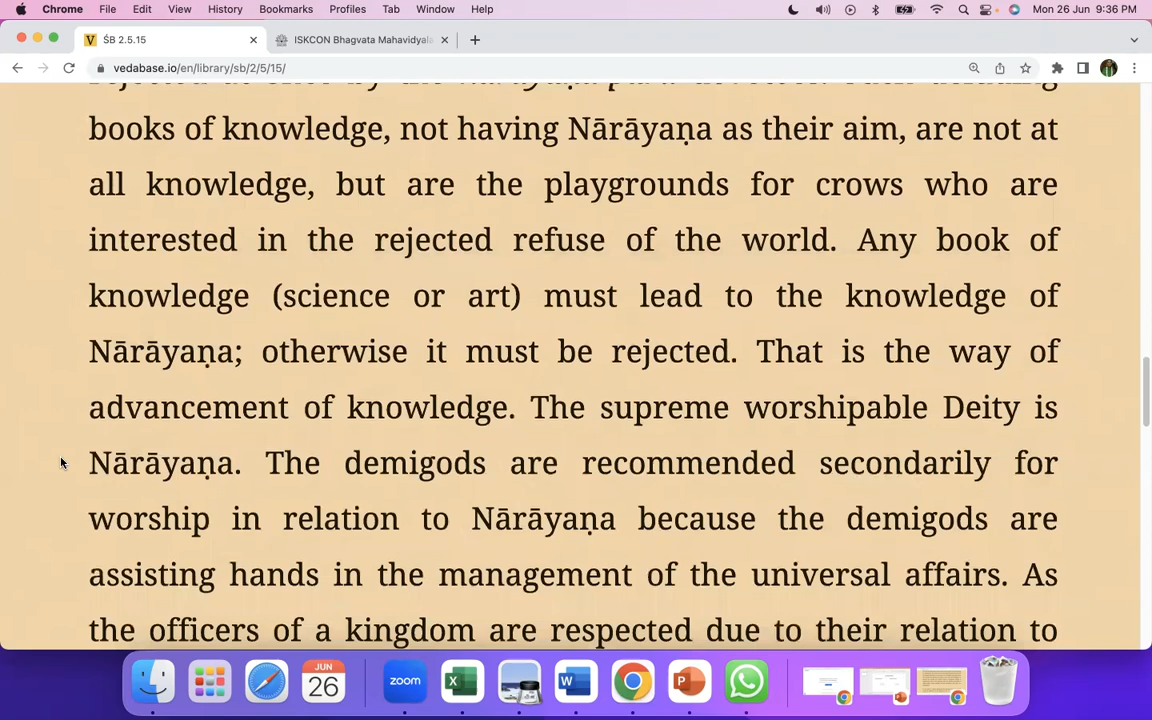 Chrome File Edit View History Bookmarks Profiles Tab Window Help Mon 26 Jun 9:36 PM
ŚB 2.5.15 ISKCON Bhagvata Mahavidyala
vedabase.io/en/library/sb/2/5/15/
books of knowledge, not having Nārāyaṇa as their aim, are not at
all knowledge, but are the playgrounds for crows who are
interested in the rejected refuse of the world. Any book of
knowledge (science or art) must lead to the knowledge of
Nārāyaṇa; otherwise it must be rejected. That is the way of
advancement of knowledge. The supreme worshipable Deity is
Nārāyaṇa. The demigods are recommended secondarily for
worship in relation to Nārāyaṇa because the demigods are
assisting hands in the management of the universal affairs. As
the officers of a kingdom are respected due to their relation to
JUN
26
zoom